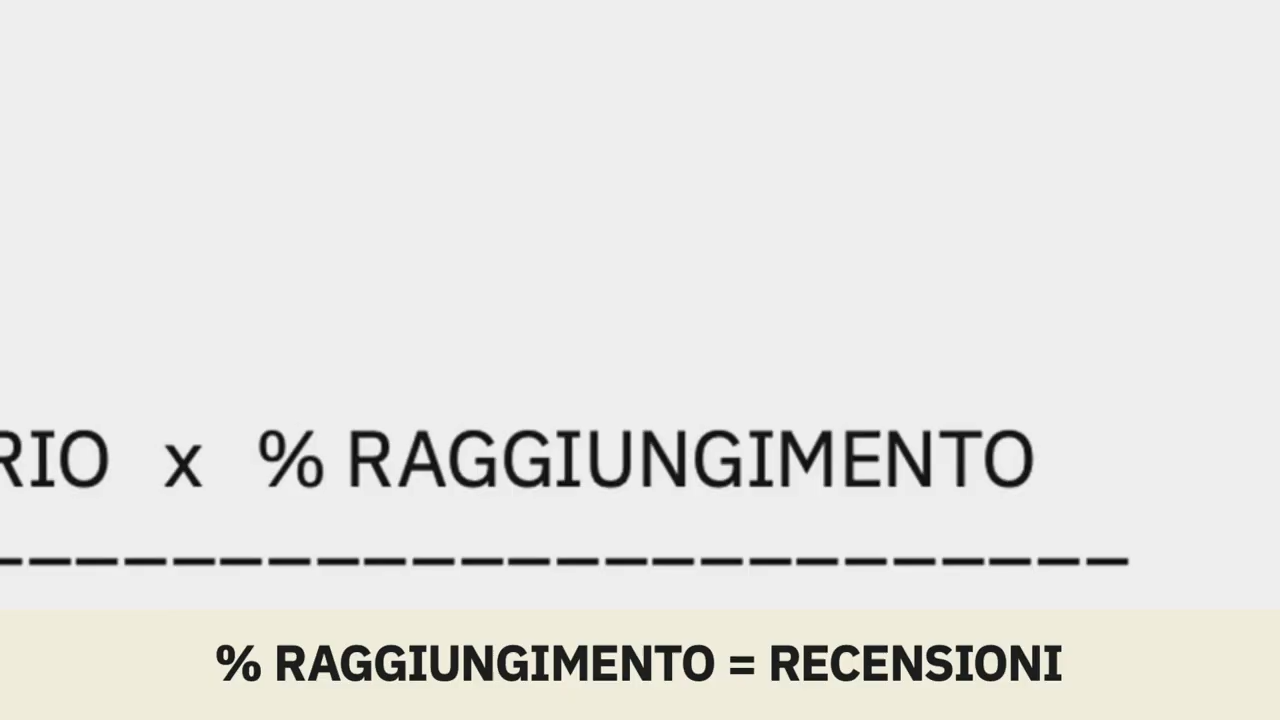 RIO x % RAGGIUNGIMENTO
% RAGGIUNGIMENTO = RECENSIONI